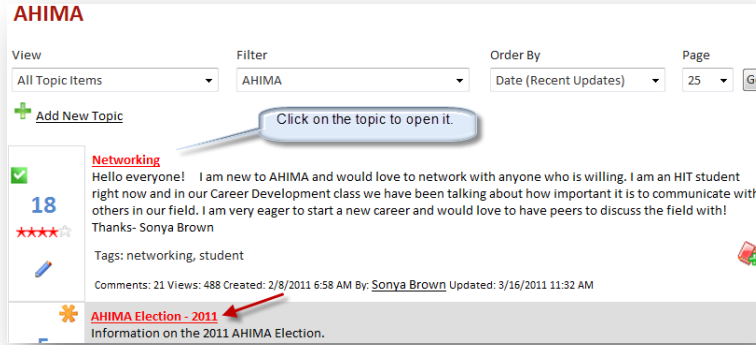 AHIMA
View Filter Order By Page
All Topic Items AHIMA Date (Recent Updates) 25
Add New Topic
Click on the topic to open it.
Networking
Hello everyone! I am new to AHIMA and would love to network with anyone who is willing. I am an HIT student
right now and in our Career Development class we have been talking about how important it is to communicate with
18
others in our field. I am very eager to start a new career and would love to have peers to discuss the field with!
Thanks- Sonya Brown
Tags: networking, student
Comments: 21 Views: 488 Created: 2/8/2011 6:58 AM By: Sonya Brown Updated: 3/16/2011 11:32 AM
AHIMA Election - 2011
Information on the 2011 AHIMA Election.